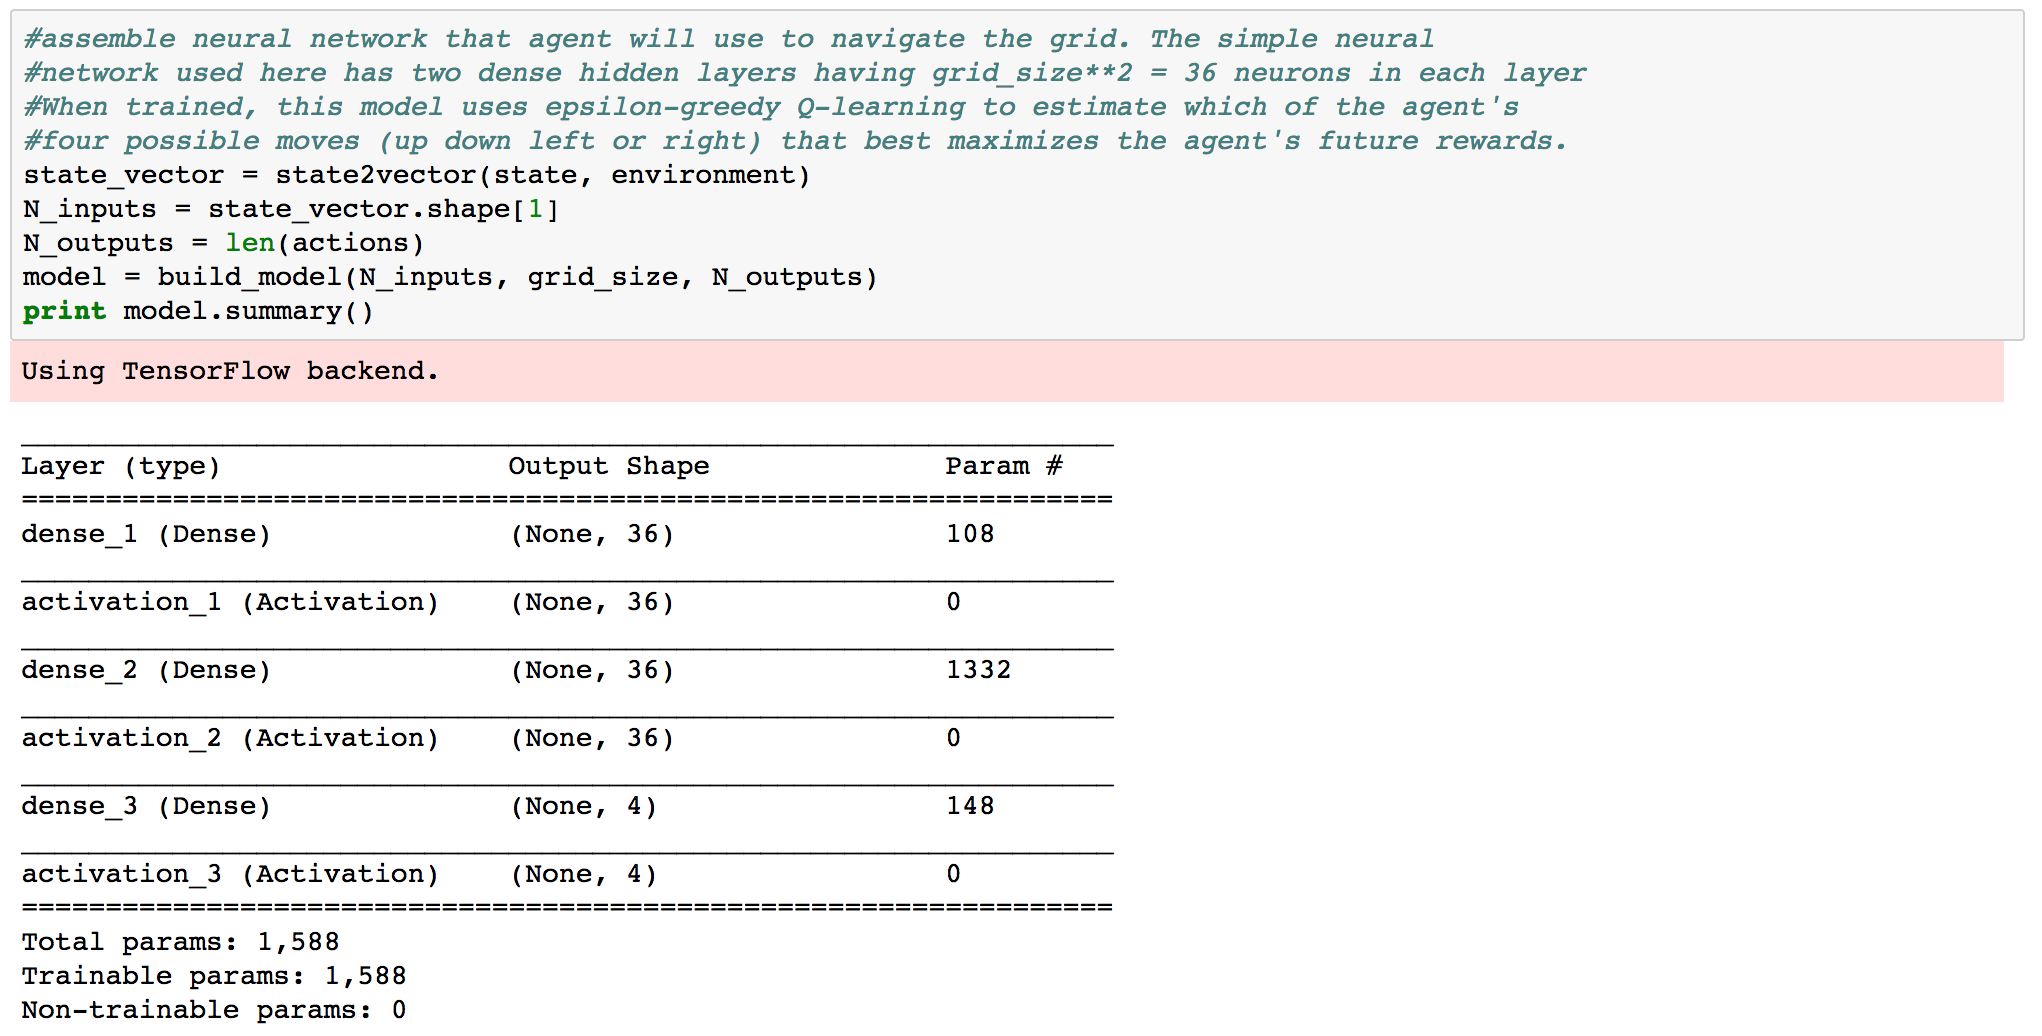 #assemble neural network that agent will use to navigate the grid. The simple neural
#network used here has two dense hidden layers having grid_size**2 = 36 neurons in each layer
#When trained, this model uses epsilon-greedy Q-learning to estimate which of the agent's
#four possible moves (up down left or right) that best maximizes the agent's future rewards.
state_vector = state2vector(state, environment)
N_inputs = state_vector.shape[1]
N_outputs = len(actions)
model = build_model(N_inputs, grid_size, N_outputs)
print model.summary()
Using TensorFlow backend.
_________________________________________________________________
Layer (type)                 Output Shape              Param #
=================================================================
dense_1 (Dense)              (None, 36)                108
_________________________________________________________________
activation_1 (Activation)    (None, 36)                0
_________________________________________________________________
dense_2 (Dense)              (None, 36)                1332
_________________________________________________________________
activation_2 (Activation)    (None, 36)                0
_________________________________________________________________
dense_3 (Dense)              (None, 4)                 148
_________________________________________________________________
activation_3 (Activation)    (None, 4)                 0
=================================================================
Total params: 1,588
Trainable params: 1,588
Non-trainable params: 0